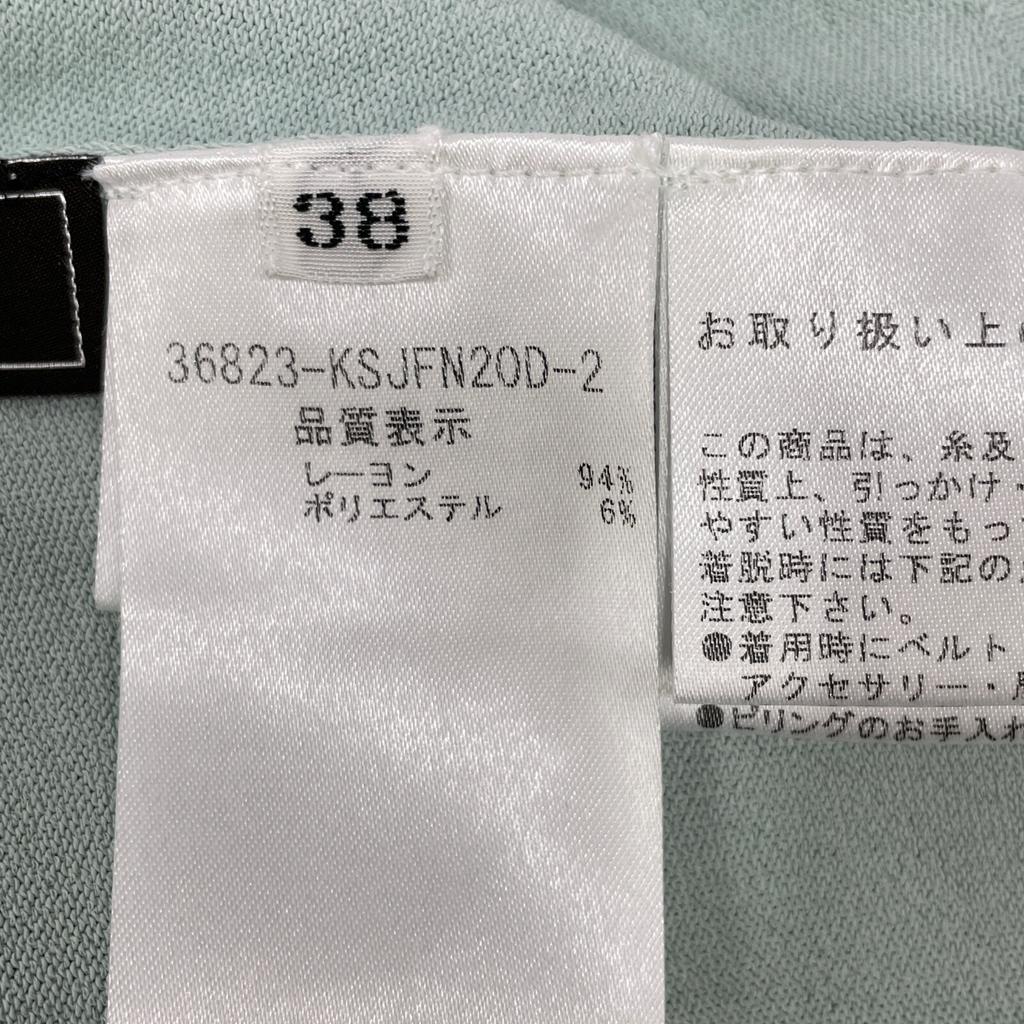 38
36823-KSJFN20D-2
品質表示
レーヨン 94%
ポリエステル 6%
お取り扱い上
この商品は、糸及
性質上、引っかけ・
やすい性質をもっ
着脱時には下記の
注意下さい。
●着用時にベルト
アクセサリー・
●ピリングのお手入れ